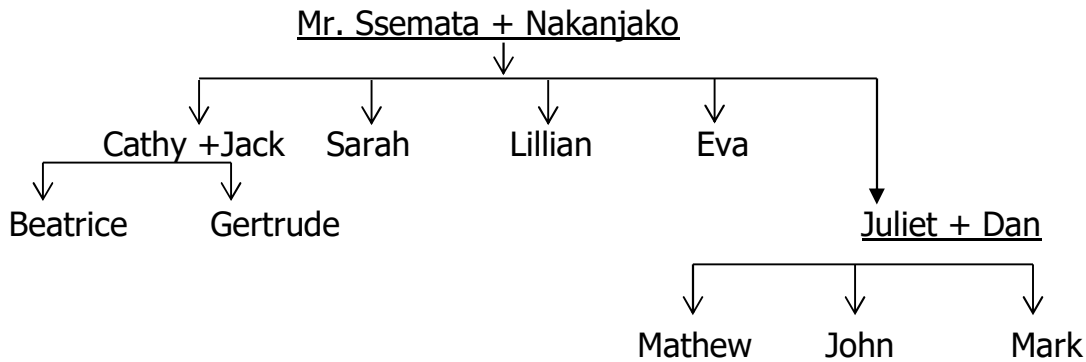 Mr. Ssemata + Nakanjako
Cathy +Jack Sarah Lillian Eva
Beatrice Gertrude Juliet + Dan
Mathew John Mark